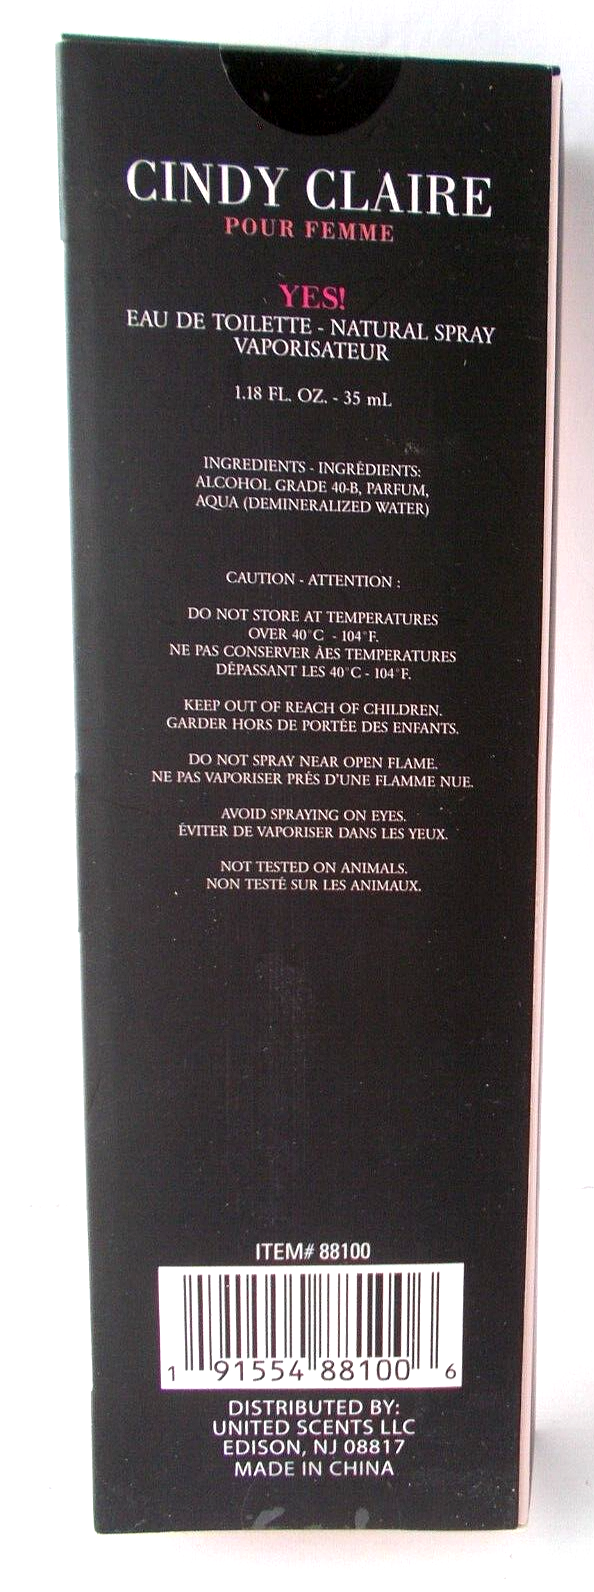 CINDY CLAIRE
POUR FEMME
YES!
EAU DE TOILETTE - NATURAL SPRAY
VAPORISATEUR
1.18 FL. OZ. - 35 mL
INGREDIENTS - INGRÉDIENTS:
ALCOHOL GRADE 40-B, PARFUM,
AQUA (DEMINERALIZED WATER)
CAUTION - ATTENTION :
DO NOT STORE AT TEMPERATURES
OVER 40°C - 104°F.
NE PAS CONSERVER ÀES TEMPERATURES
DÉPASSANT LES 40°C - 104°F.
KEEP OUT OF REACH OF CHILDREN.
GARDER HORS DE PORTÉE DES ENFANTS.
DO NOT SPRAY NEAR OPEN FLAME.
NE PAS VAPORISER PRÉS D'UNE FLAMME NUE.
AVOID SPRAYING ON EYES.
ÉVITER DE VAPORISER DANS LES YEUX.
NOT TESTED ON ANIMALS.
NON TESTÉ SUR LES ANIMAUX.
ITEM# 88100
1 91554 88100 6
DISTRIBUTED BY:
UNITED SCENTS LLC
EDISON, NJ 08817
MADE IN CHINA